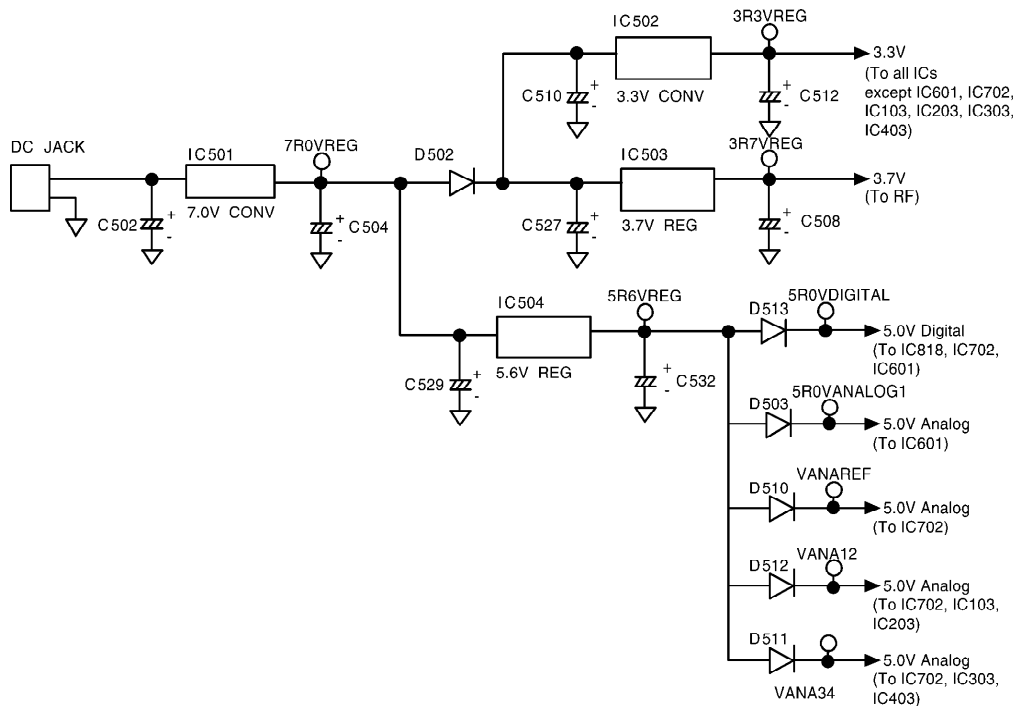 IC502
3R3VREG
3.3V
(To all ICs
except IC601, IC702,
IC103, IC203, IC303,
IC403)
C510
+
-
3.3V CONV
+
-
C512
DC JACK
IC501
7R0VREG
D502
IC503
3R7VREG
3.7V
(To RF)
C502
+
-
7.0V CONV
+
-
C504
C527
+
-
3.7V REG
+
-
C508
IC504
5R6VREG
D513
5R0VDIGITAL
5.0V Digital
(To IC818, IC702,
IC601)
C529
+
-
5.6V REG
+
-
C532
5R0VANALOG1
D503
5.0V Analog
(To IC601)
VANAREF
D510
5.0V Analog
(To IC702)
VANA12
D512
5.0V Analog
(To IC702, IC103,
IC203)
D511
5.0V Analog
(To IC702, IC303,
IC403)
VANA34